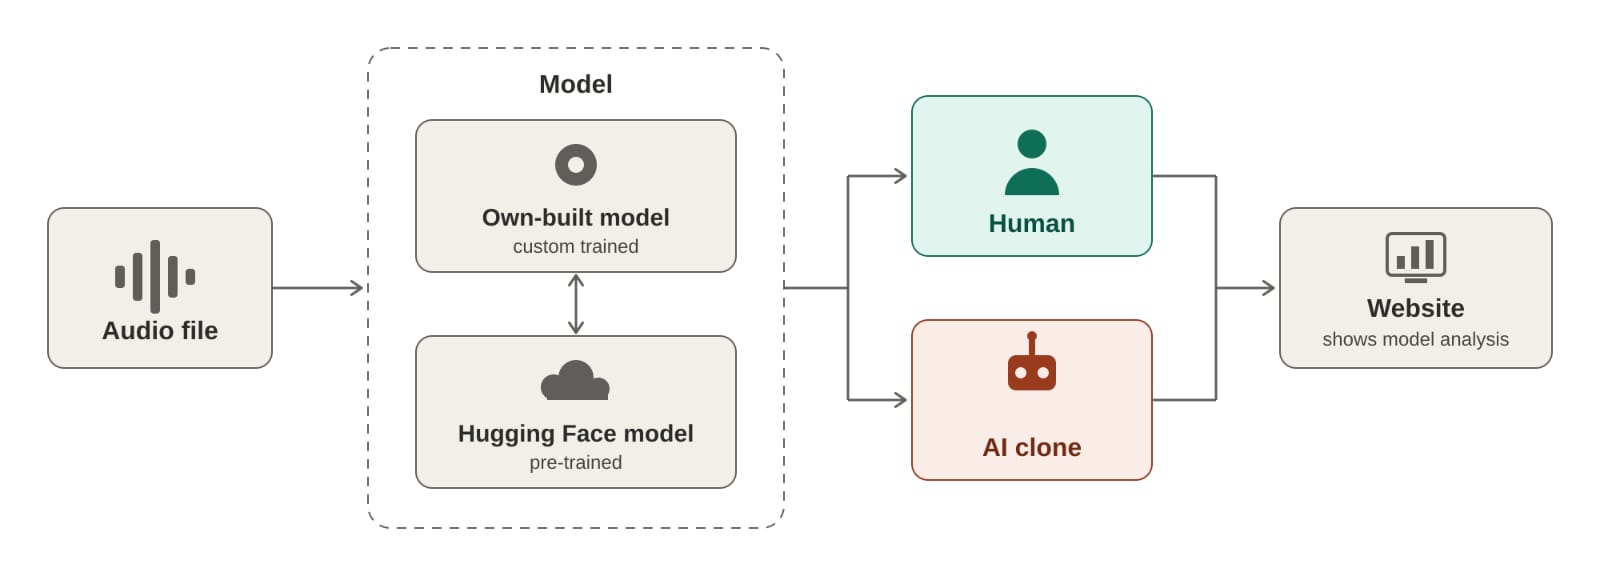 Audio file
Model
Own-built model
custom trained
Hugging Face model
pre-trained
Human
AI clone
Website
shows model analysis